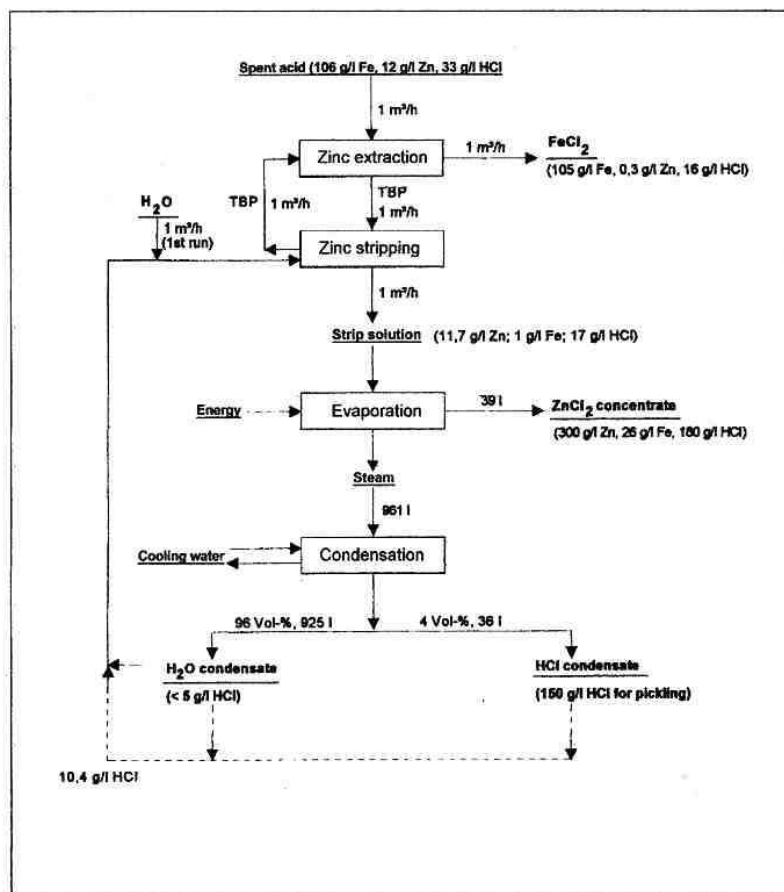 Spent acid (106 g/l Fe, 12 g/l Zn, 33 g/l HCl
1 m³/h
Zinc extraction
1 m³/h
FeCl2
(105 g/l Fe, 0,3 g/l Zn, 16 g/l HCl)
H2O
1 m³/h
(1st run)
TBP
1 m³/h
TBP
1 m³/h
Zinc stripping
1 m³/h
Strip solution (11,7 g/l Zn; 1 g/l Fe; 17 g/l HCl)
Energy
Evaporation
39 l
ZnCl2 concentrate
(300 g/l Zn, 26 g/l Fe, 180 g/l HCl)
Steam
961 l
Cooling water
Condensation
96 Vol-%, 925 l
4 Vol-%, 36 l
H2O condensate
(< 5 g/l HCl)
HCl condensate
(150 g/l HCl for pickling)
10,4 g/l HCl